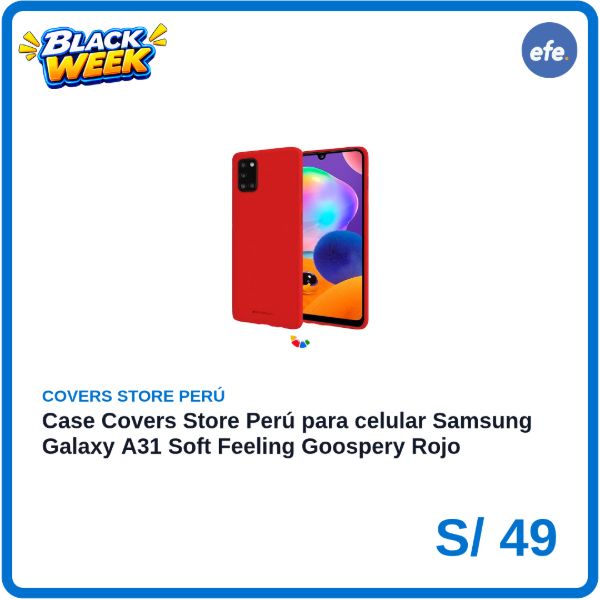 BLACK
WEEK
efe.
COVERS STORE PERÚ
Case Covers Store Perú para celular Samsung
Galaxy A31 Soft Feeling Goospery Rojo
S/ 49